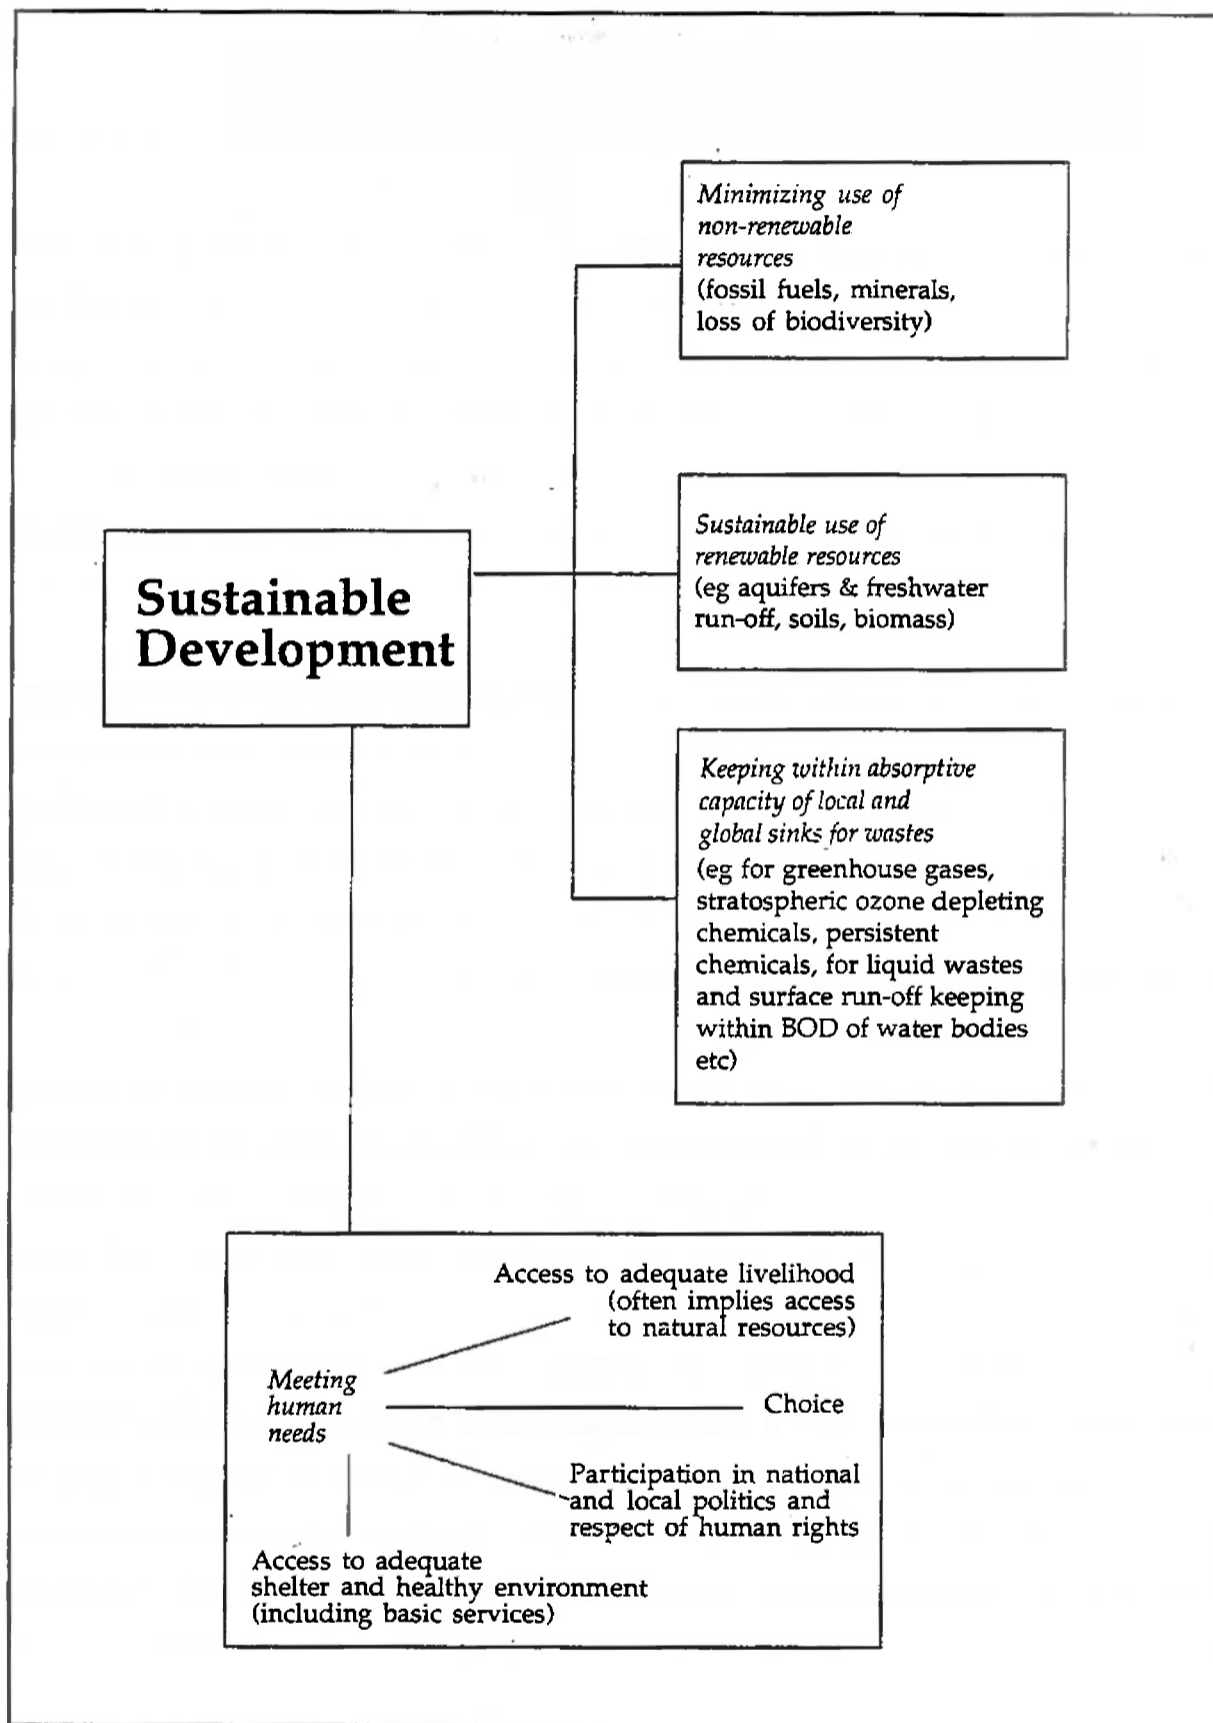 Minimizing use of
non-renewable
resources
(fossil fuels, minerals,
loss of biodiversity)
Sustainable
Development
Sustainable use of
renewable resources
(eg aquifers & freshwater
run-off, soils, biomass)
Keeping within absorptive
capacity of local and
global sinks for wastes
(eg for greenhouse gases,
stratospheric ozone depleting
chemicals, persistent
chemicals, for liquid wastes
and surface run-off keeping
within BOD of water bodies
etc)
Access to adequate livelihood
(often implies access
to natural resources)
Meeting
human
needs
Choice
Participation in national
and local politics and
respect of human rights
Access to adequate
shelter and healthy environment
(including basic services)